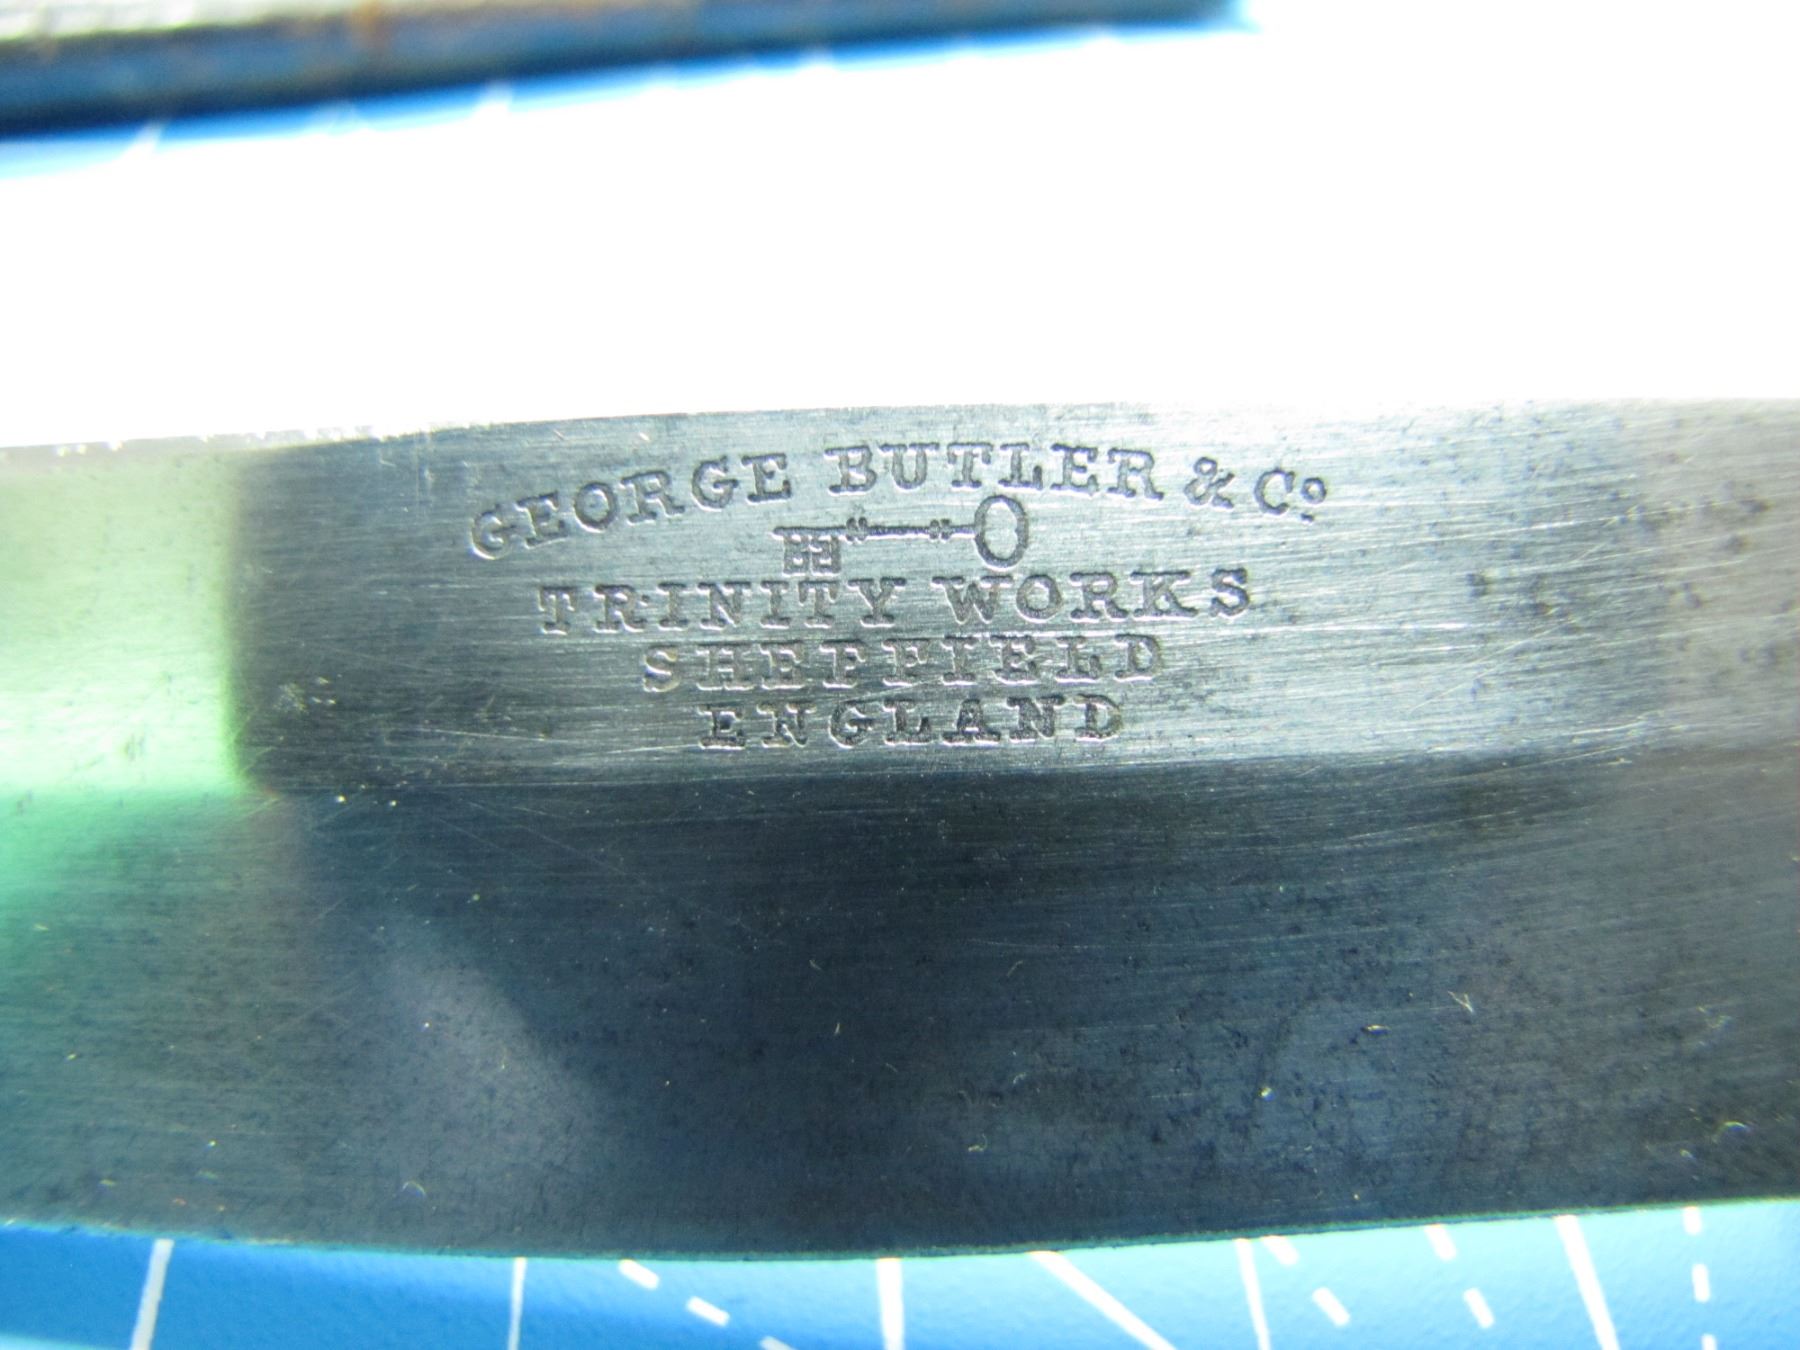 GEORGE BUTLER & Cº
TRINITY WORKS
SHEFFIELD
ENGLAND